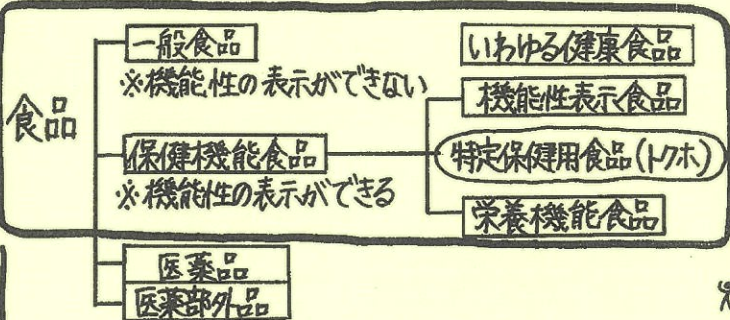 一般食品
いわゆる健康食品
※機能性の表示ができない
機能性表示食品
食品
保健機能食品
特定保健用食品(トクホ)
※機能性の表示ができる
栄養機能食品
医薬品
医薬部外品